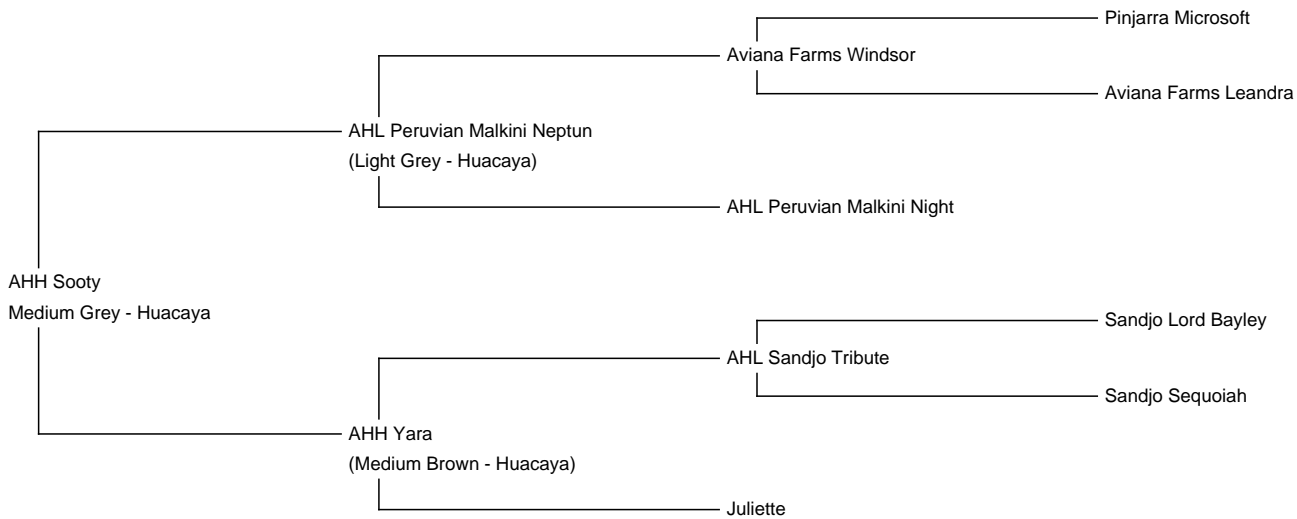 Pinjarra Microsoft
Aviana Farms Windsor
Aviana Farms Leandra
AHL Peruvian Malkini Neptun
(Light Grey - Huacaya)
AHL Peruvian Malkini Night
AHH Sooty
Medium Grey - Huacaya
Sandjo Lord Bayley
AHL Sandjo Tribute
Sandjo Sequoiah
AHH Yara
(Medium Brown - Huacaya)
Juliette